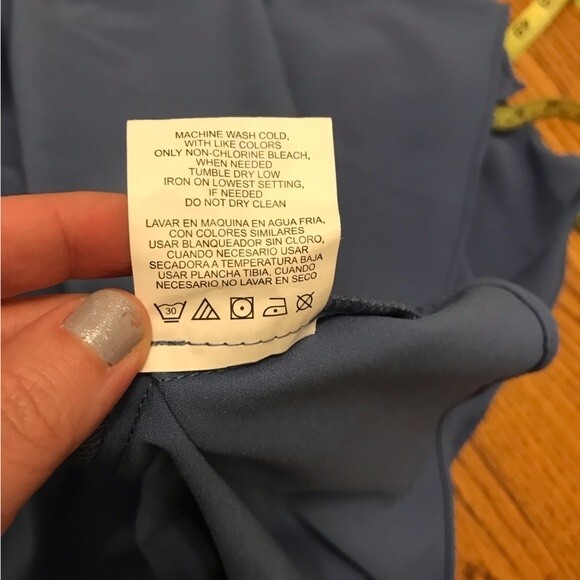 MACHINE WASH COLD,
WITH LIKE COLORS
ONLY NON-CHLORINE BLEACH,
WHEN NEEDED
TUMBLE DRY LOW
IRON ON LOWEST SETTING,
IF NEEDED
DO NOT DRY CLEAN
LAVAR EN MAQUINA EN AGUA FRIA,
CON COLORES SIMILARES
USAR BLANQUEADOR SIN CLORO,
CUANDO NECESARIO USAR
SECADORA A TEMPERATURA BAJA
USAR PLANCHA TIBIA, CUANDO
NECESARIO NO LAVAR EN SECO
30